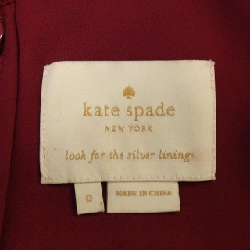 kate spade
NEW YORK
look for the silver lining
0
MADE IN CHINA